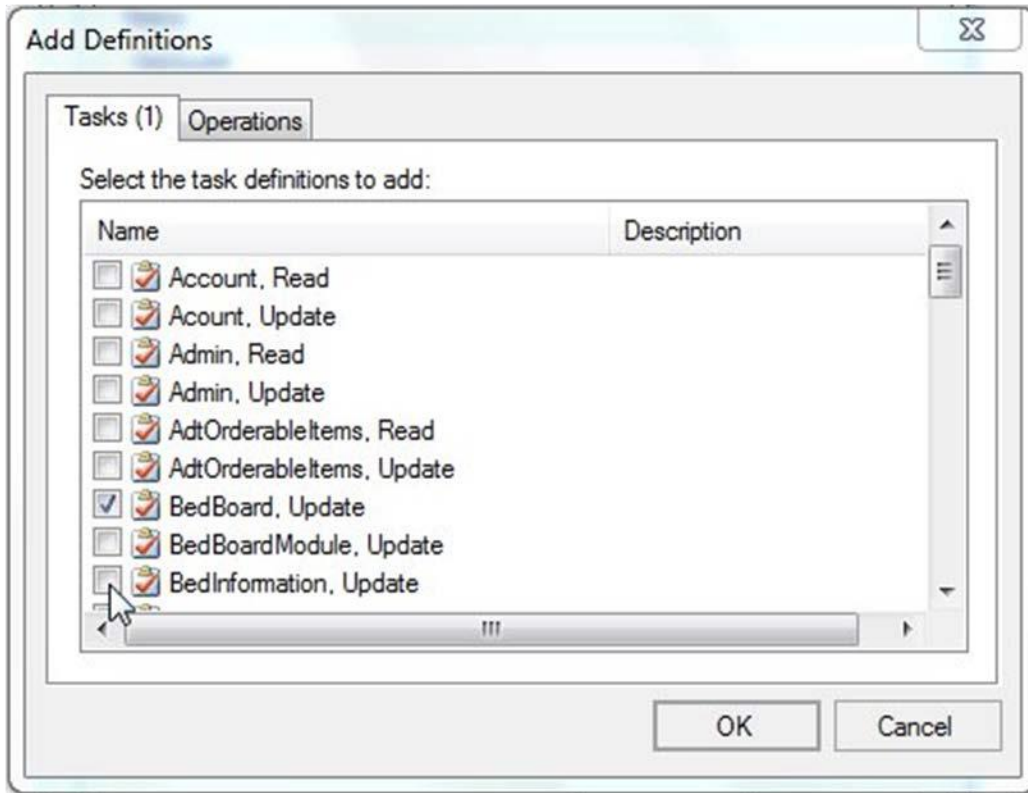 Add Definitions
Tasks (1) Operations
Select the task definitions to add:
Name Description
Account, Read
Acount, Update
Admin, Read
Admin, Update
AdtOrderableItems, Read
AdtOrderableItems, Update
BedBoard, Update
BedBoardModule, Update
BedInformation, Update
OK Cancel